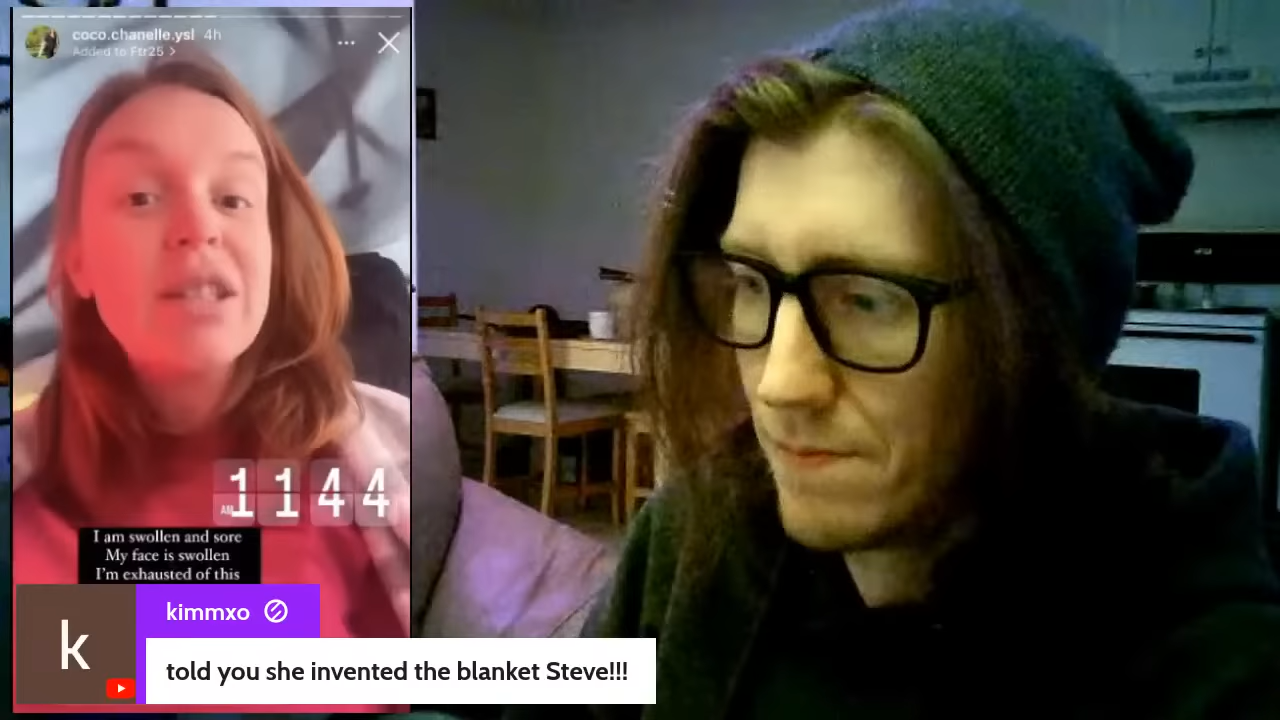 coco.chanelle.ysl 4h
Added to Ftr25 >
AM 11 44
I am swollen and sore
My face is swollen
I'm exhausted of this
k
kimmxo
told you she invented the blanket Steve!!!